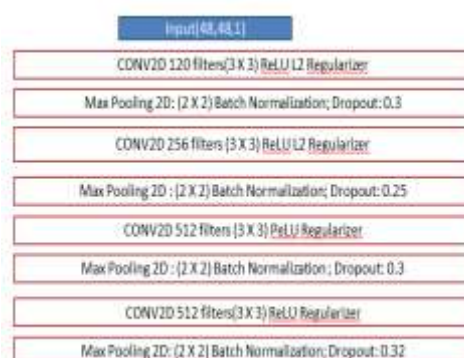 Input(48,48,1)
CONV2D 120 filters(3 X 3) ReLU L2 Regularizer
Max Pooling 2D: (2 X 2) Batch Normalization; Dropout: 0.3
CONV2D 256 filters (3 X 3) ReLU L2 Regularizer
Max Pooling 2D : (2 X 2) Batch Normalization; Dropout: 0.25
CONV2D 512 filters (3 X 3) PeLU Regularizer
Max Pooling 2D : (2 X 2) Batch Normalization ; Dropout: 0.3
CONV2D 512 filters(3 X 3) ReLU Regularizer
Max Pooling 2D: (2 X 2) Batch Normalization; Dropout: 0.32